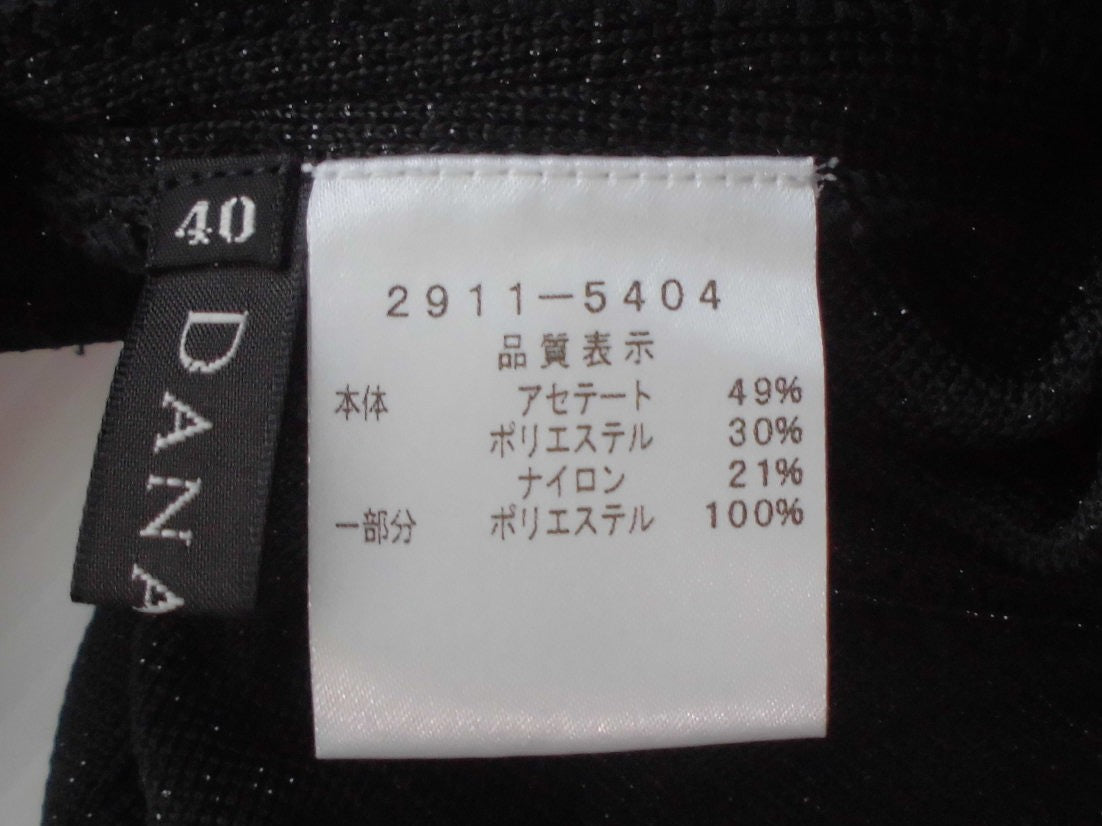 40
DANA
2911-5404
品質表示
本体 アセテート 49%
ポリエステル 30%
ナイロン 21%
一部分 ポリエステル 100%